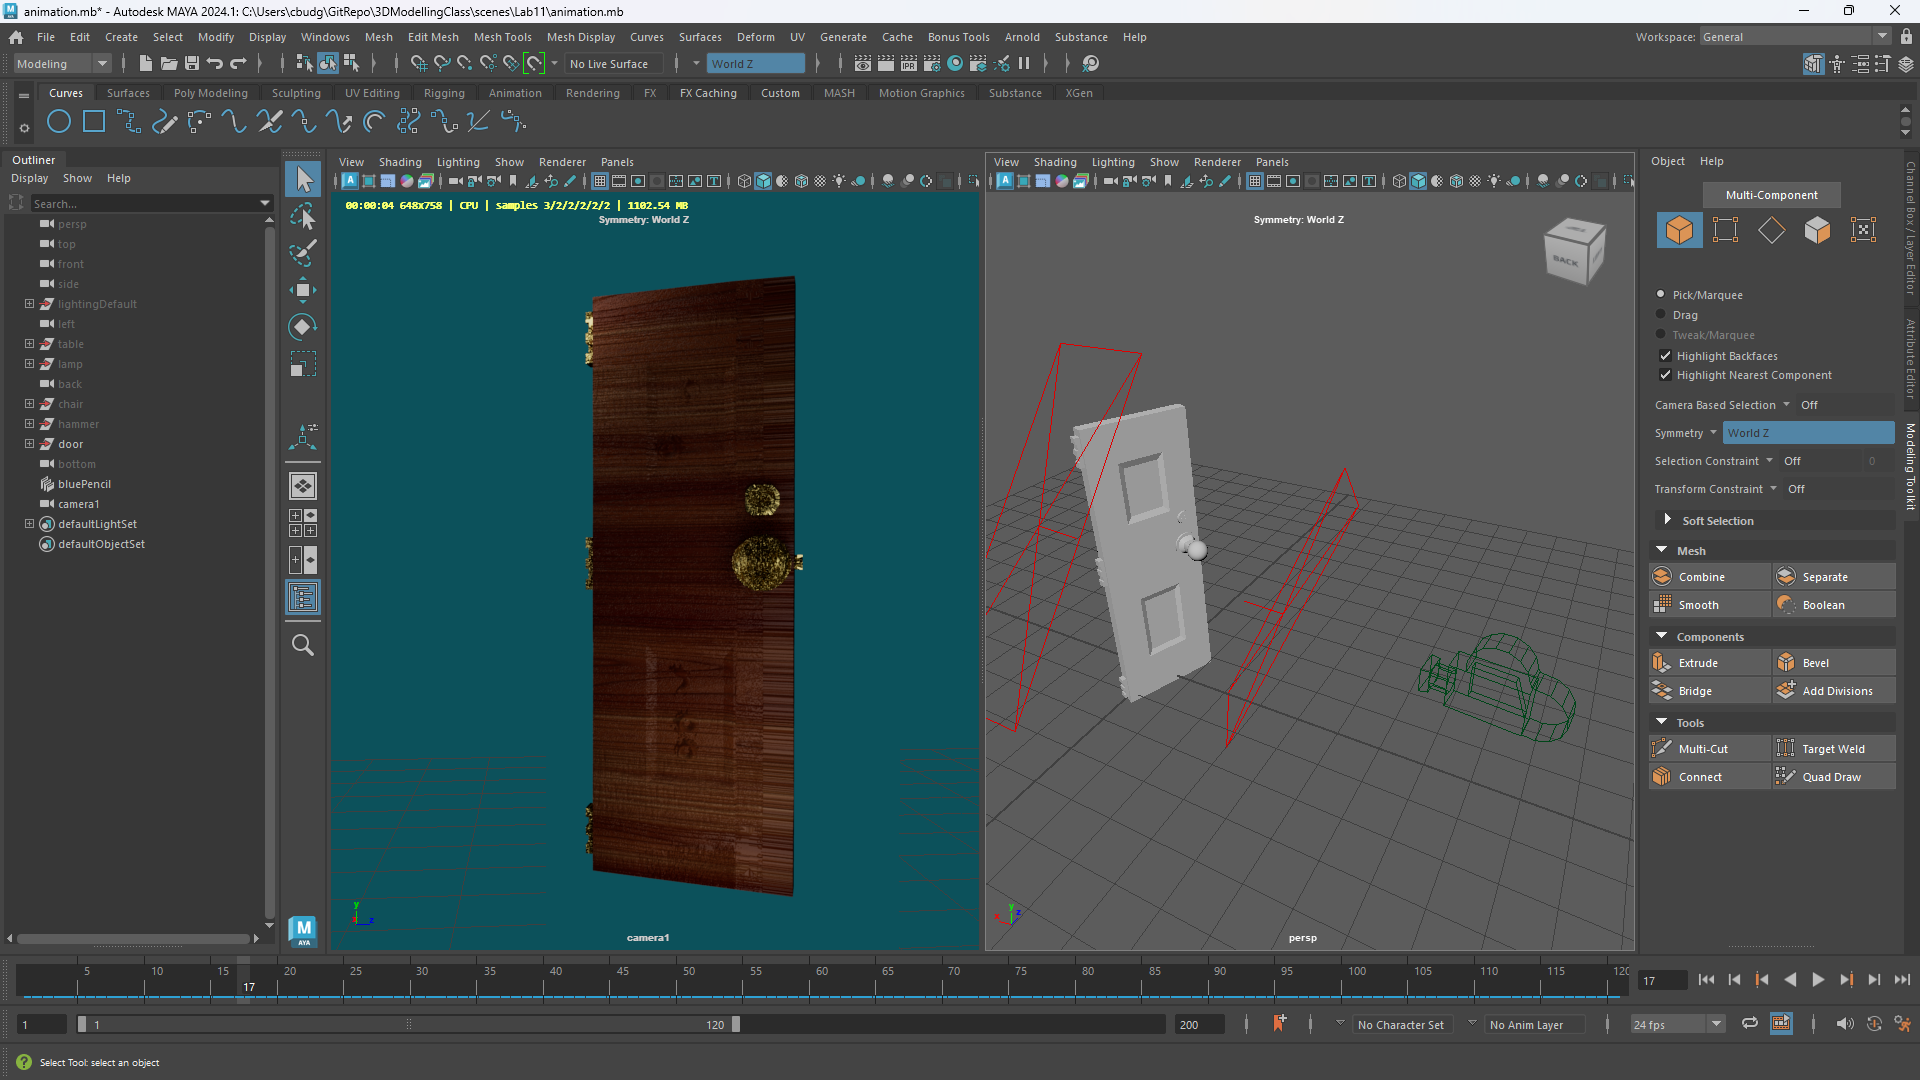 animation.mb* - Autodesk MAYA 2024.1: C:\Users\cbudg\GitRepo\3DModellingClass\scenes\Lab11\animation.mb
File Edit Create Select Modify Display Windows Mesh Edit Mesh Mesh Tools Mesh Display Curves Surfaces Deform UV Generate Cache Bonus Tools Arnold Substance Help
Workspace: General
Modeling
No Live Surface
World Z
Curves Surfaces Poly Modeling Sculpting UV Editing Rigging Animation Rendering FX FX Caching Custom MASH Motion Graphics Substance XGen
Outliner
Display Show Help
Search...
persp
top
front
side
lightingDefault
left
table
lamp
back
chair
hammer
door
bottom
bluePencil
camera1
defaultLightSet
defaultObjectSet
M
AYA
View Shading Lighting Show Renderer Panels
00:00:04 648x758 | CPU | samples 3/2/2/2/2/2 | 1102.54 MB
Symmetry: World Z
y
z
camera1
View Shading Lighting Show Renderer Panels
Symmetry: World Z
BACK
x y z
persp
Object Help
Multi-Component
Pick/Marquee
Drag
Tweak/Marquee
Highlight Backfaces
Highlight Nearest Component
Camera Based Selection Off
Symmetry World Z
Selection Constraint Off 0
Transform Constraint Off
Soft Selection
Mesh
Combine Separate
Smooth Boolean
Components
Extrude Bevel
Bridge Add Divisions
Tools
Multi-Cut Target Weld
Connect Quad Draw
Channel Box / Layer Editor
Attribute Editor
Modeling Toolkit
5 10 15 20 25 30 35 40 45 50 55 60 65 70 75 80 85 90 95 100 105 110 115 120
17
17
1 1 120 200
No Character Set
No Anim Layer
24 fps
Select Tool: select an object